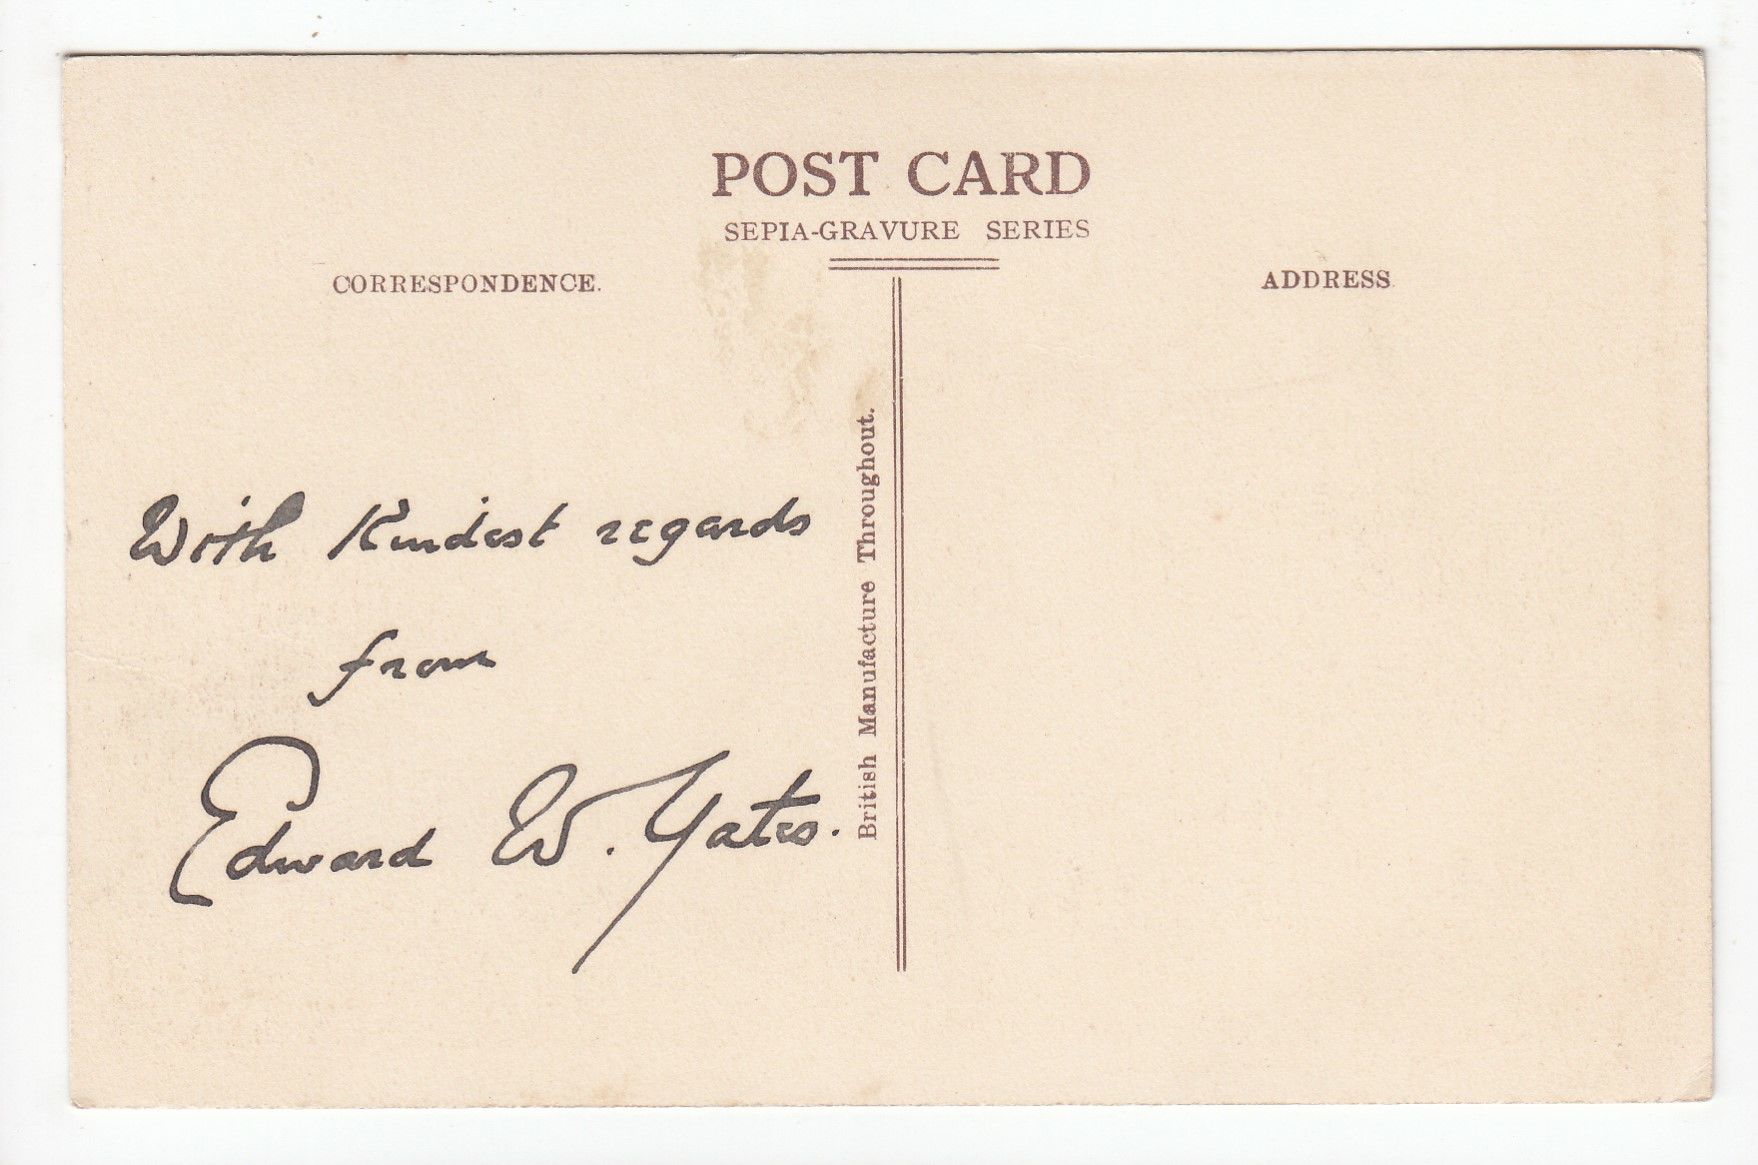 POST CARD
SEPIA-GRAVURE SERIES
CORRESPONDENCE.
ADDRESS
With Kindest regards
from
Edward W. Yates.
British Manufacture Throughout.